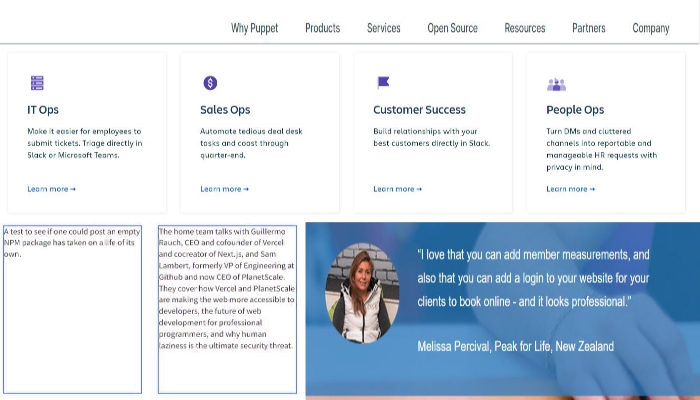 Why Puppet Products Services Open Source Resources Partners Company
IT Ops
Make it easier for employees to
submit tickets. Triage directly in
Slack or Microsoft Teams.
Learn more →
Sales Ops
Automate tedious deal desk
tasks and coast through
quarter-end.
Learn more →
Customer Success
Build relationships with your
best customers directly in Slack.
Learn more →
People Ops
Turn DMs and cluttered
channels into reportable and
manageable HR requests with
privacy in mind.
Learn more →
A test to see if one could post an empty
NPM package has taken on a life of its
own.
The home team talks with Guillermo
Rauch, CEO and cofounder of Vercel
and cocreator of Next.js, and Sam
Lambert, formerly VP of Engineering at
Github and now CEO of PlanetScale.
They cover how Vercel and PlanetScale
are making the web more accessible to
developers, the future of web
development for professional
programmers, and why human
laziness is the ultimate security threat.
"I love that you can add member measurements, and
also that you can add a login to your website for your
clients to book online - and it looks professional."
Melissa Percival, Peak for Life, New Zealand